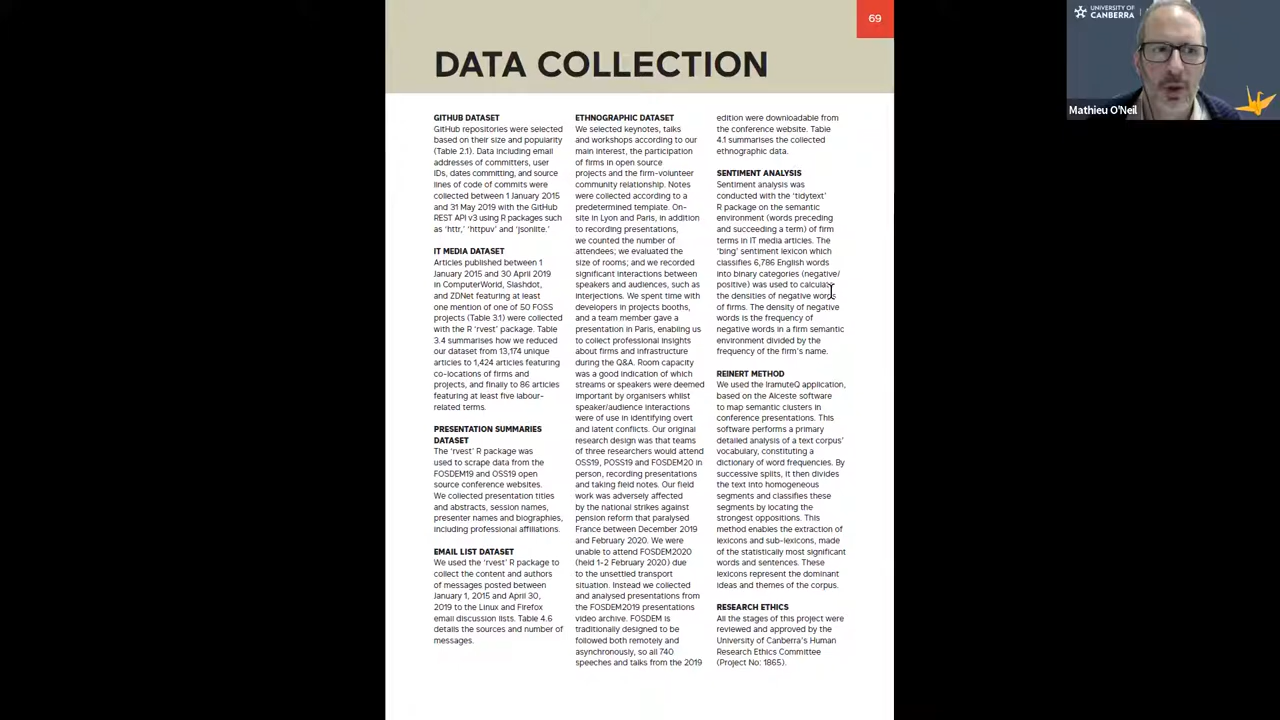 69
DATA COLLECTION
GITHUB DATASET
GitHub repositories were selected
based on their size and popularity
(Table 2.1). Data including email
addresses of committers, user
IDs, dates committing, and source
lines of code of commits were
collected between 1 January 2015
and 31 May 2019 with the GitHub
REST API v3 using R packages such
as ‘httr,’ ‘httpuv’ and ‘jsonlite.’
IT MEDIA DATASET
Articles published between 1
January 2015 and 30 April 2019
in ComputerWorld, Slashdot,
and ZDNet featuring at least
one mention of one of 50 FOSS
projects (Table 3.1) were collected
with the R ‘rvest’ package. Table
3.4 summarises how we reduced
our dataset from 13,174 unique
articles to 1,424 articles featuring
co-locations of firms and
projects, and finally to 86 articles
featuring at least five labour-
related terms.
PRESENTATION SUMMARIES
DATASET
The ‘rvest’ R package was
used to scrape data from the
FOSDEM19 and OSS19 open
source conference websites.
We collected presentation titles
and abstracts, session names,
presenter names and biographies,
including professional affiliations.
EMAIL LIST DATASET
We used the ‘rvest’ R package to
collect the content and authors
of messages posted between
January 1, 2015 and April 30,
2019 to the Linux and Firefox
email discussion lists. Table 4.6
details the sources and number of
messages.
ETHNOGRAPHIC DATASET
We selected keynotes, talks
and workshops according to our
main interest, the participation
of firms in open source
projects and the firm-volunteer
community relationship. Notes
were collected according to a
predetermined template. On-
site in Lyon and Paris, in addition
to recording presentations,
we counted the number of
attendees; we evaluated the
size of rooms; and we recorded
significant interactions between
speakers and audiences, such as
interjections. We spent time with
developers in projects booths,
and a team member gave a
presentation in Paris, enabling us
to collect professional insights
about firms and infrastructure
during the Q&A. Room capacity
was a good indication of which
streams or speakers were deemed
important by organisers whilst
speaker/audience interactions
were of use in identifying overt
and latent conflicts. Our original
research design was that teams
of three researchers would attend
OSS19, POSS19 and FOSDEM20 in
person, recording presentations
and taking field notes. Our field
work was adversely affected
by the national strikes against
pension reform that paralysed
France between December 2019
and February 2020. We were
unable to attend FOSDEM2020
(held 1-2 February 2020) due
to the unsettled transport
situation. Instead we collected
and analysed presentations from
the FOSDEM2019 presentations
video archive. FOSDEM is
traditionally designed to be
followed both remotely and
asynchronously, so all 740
speeches and talks from the 2019
edition were downloadable from
the conference website. Table
4.1 summarises the collected
ethnographic data.
SENTIMENT ANALYSIS
Sentiment analysis was
conducted with the ‘tidytext’
R package on the semantic
environment (words preceding
and succeeding a term) of firm
terms in IT media articles. The
‘bing’ sentiment lexicon which
classifies 6,786 English words
into binary categories (negative/
positive) was used to calculate
the densities of negative words
of firms. The density of negative
words is the frequency of
negative words in a firm semantic
environment divided by the
frequency of the firm’s name.
REINERT METHOD
We used the IramuteQ application,
based on the Alceste software
to map semantic clusters in
conference presentations. This
software performs a primary
detailed analysis of a text corpus’
vocabulary, constituting a
dictionary of word frequencies. By
successive splits, it then divides
the text into homogeneous
segments and classifies these
segments by locating the
strongest oppositions. This
method enables the extraction of
lexicons and sub-lexicons, made
of the statistically most significant
words and sentences. These
lexicons represent the dominant
ideas and themes of the corpus.
RESEARCH ETHICS
All the stages of this project were
reviewed and approved by the
University of Canberra’s Human
Research Ethics Committee
(Project No: 1865).
UNIVERSITY OF
CANBERRA
Mathieu O'Neil